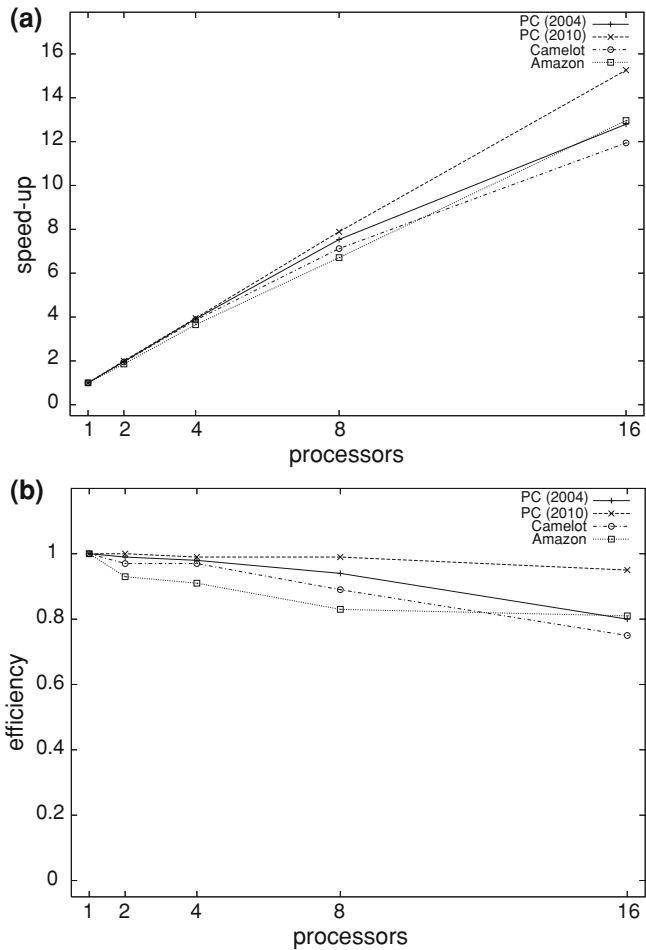 (a)
PC (2004)
PC (2010)
Camelot
Amazon
16
14
12
10
8
6
4
2
0
speed-up
1 2 4 8 16
processors
(b)
PC (2004)
PC (2010)
Camelot
Amazon
1
0.8
0.6
0.4
0.2
0
efficiency
1 2 4 8 16
processors